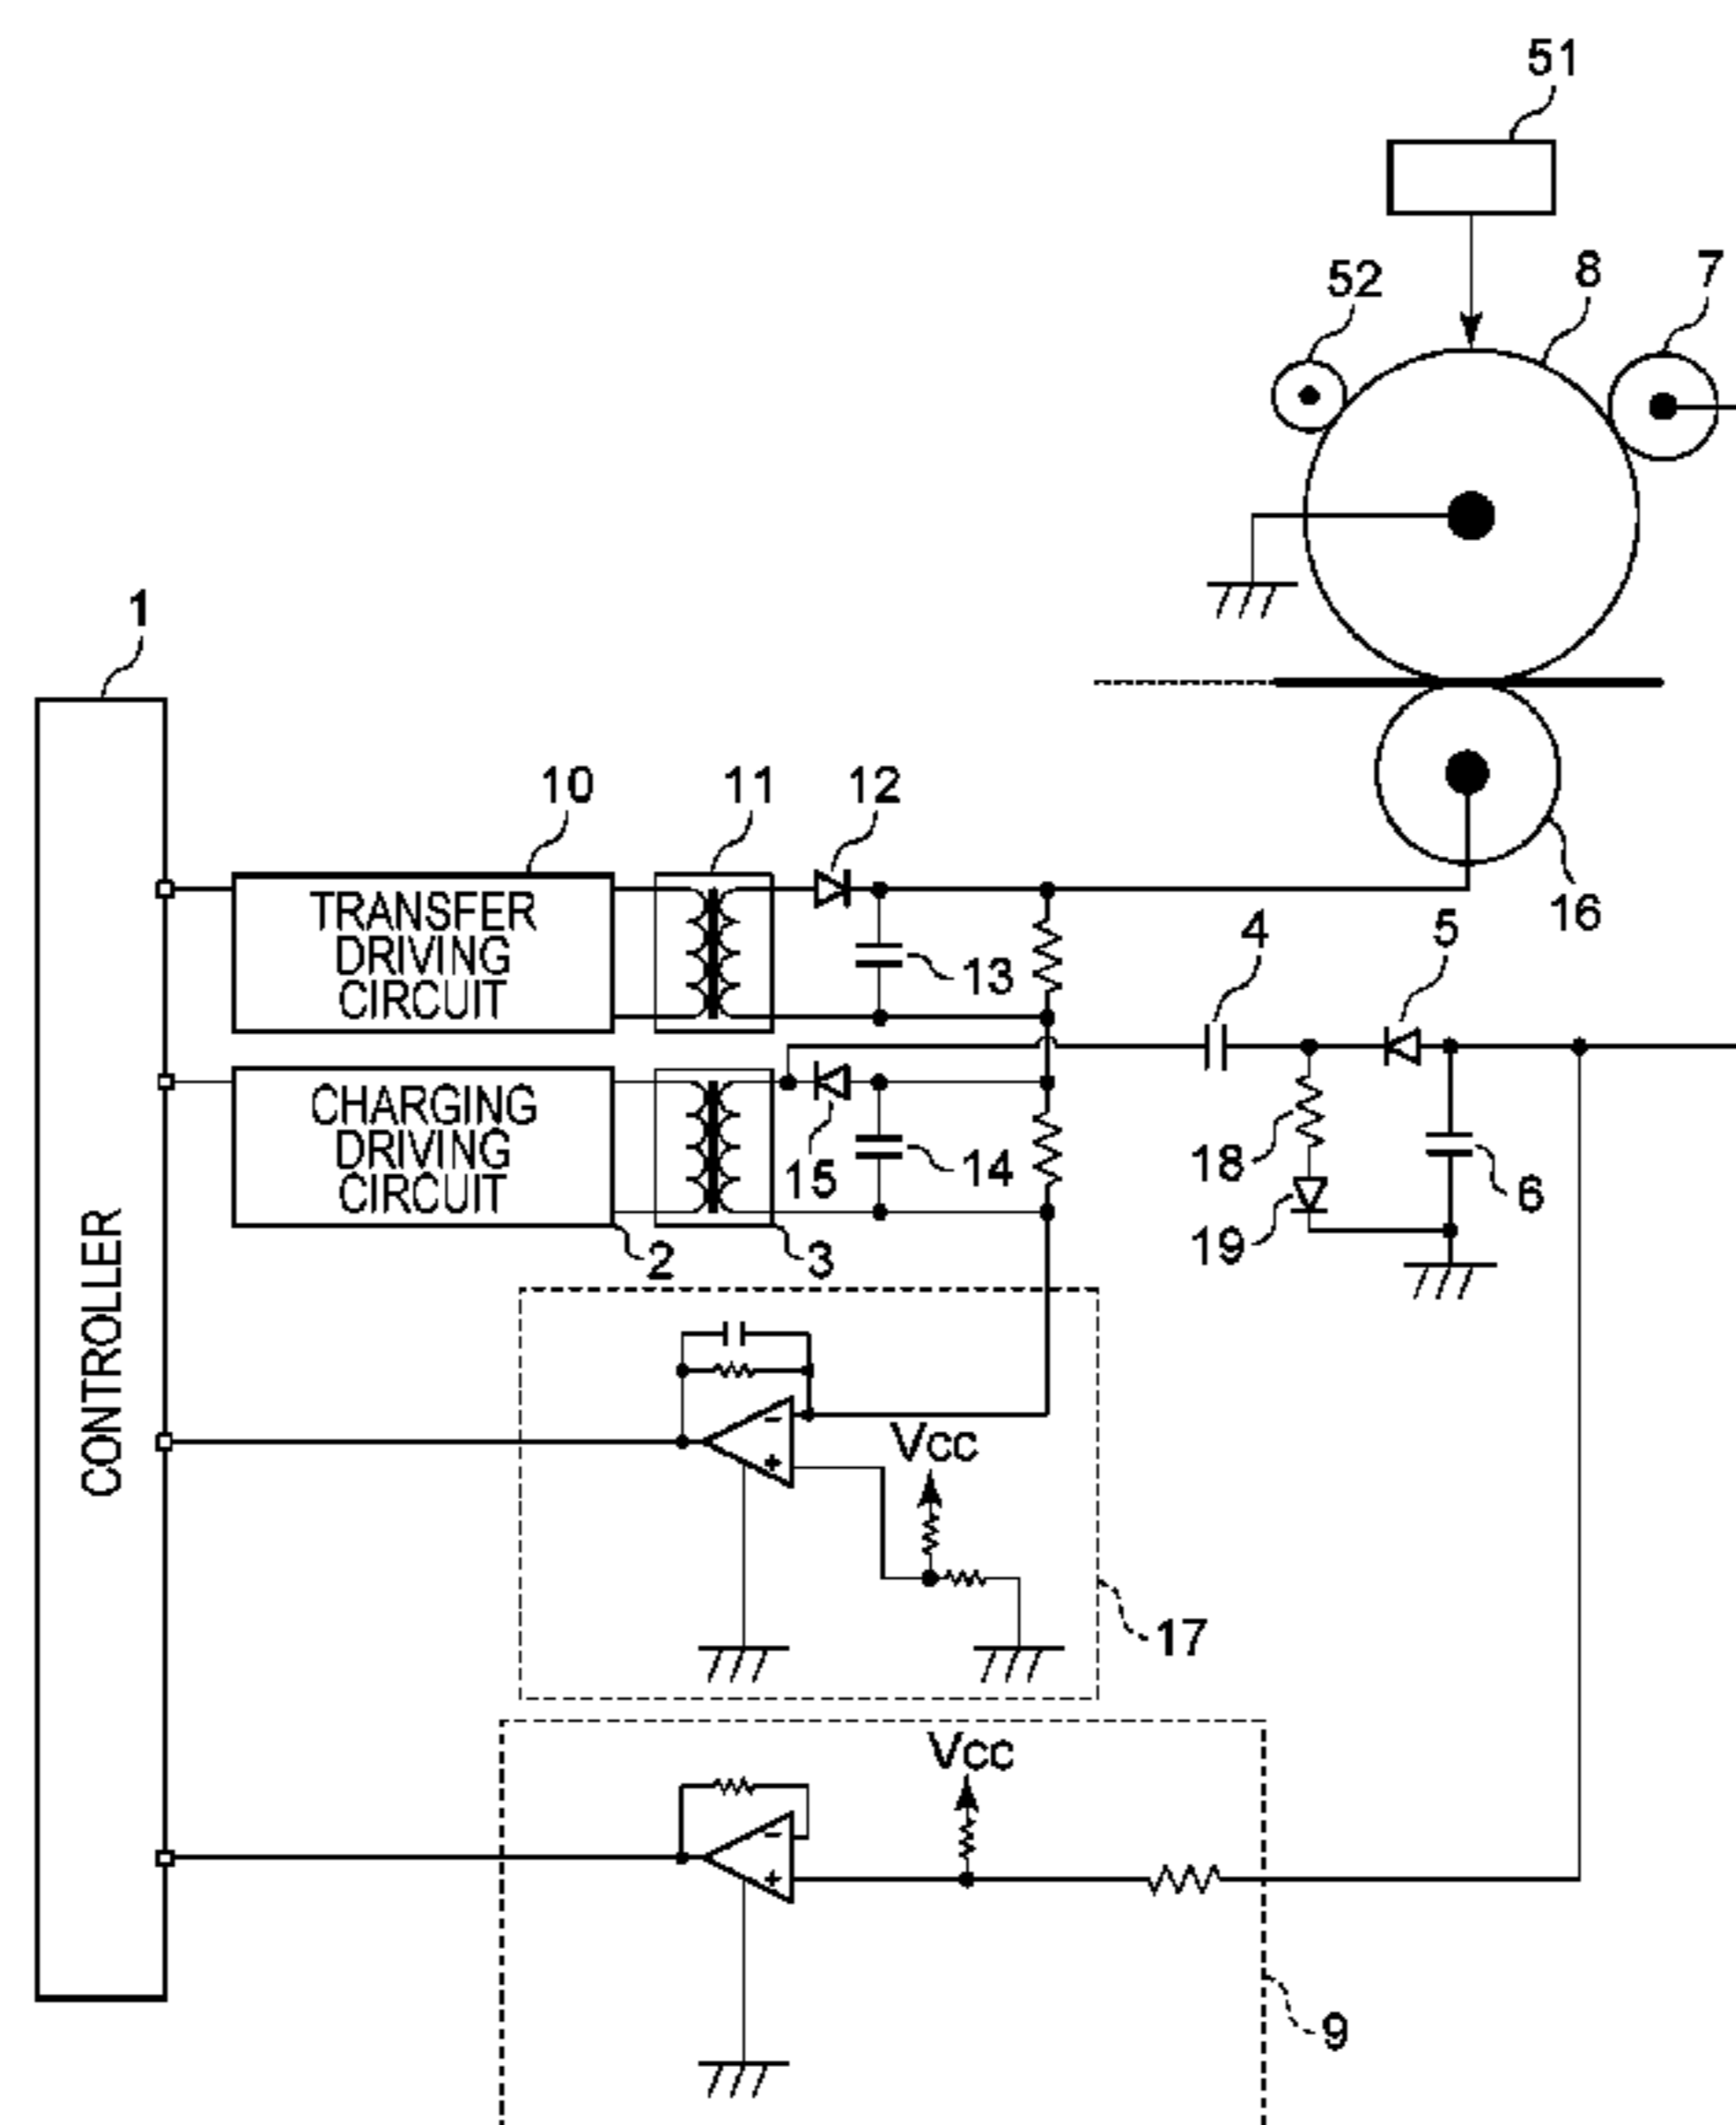 51
52
8
7
1
10
11
12
16
TRANSFER
DRIVING
CIRCUIT
13
4
5
CHARGING
DRIVING
CIRCUIT
15
14
18
6
19
2
3
CONTROLLER
-
+
VCC
17
VCC
-
+
9